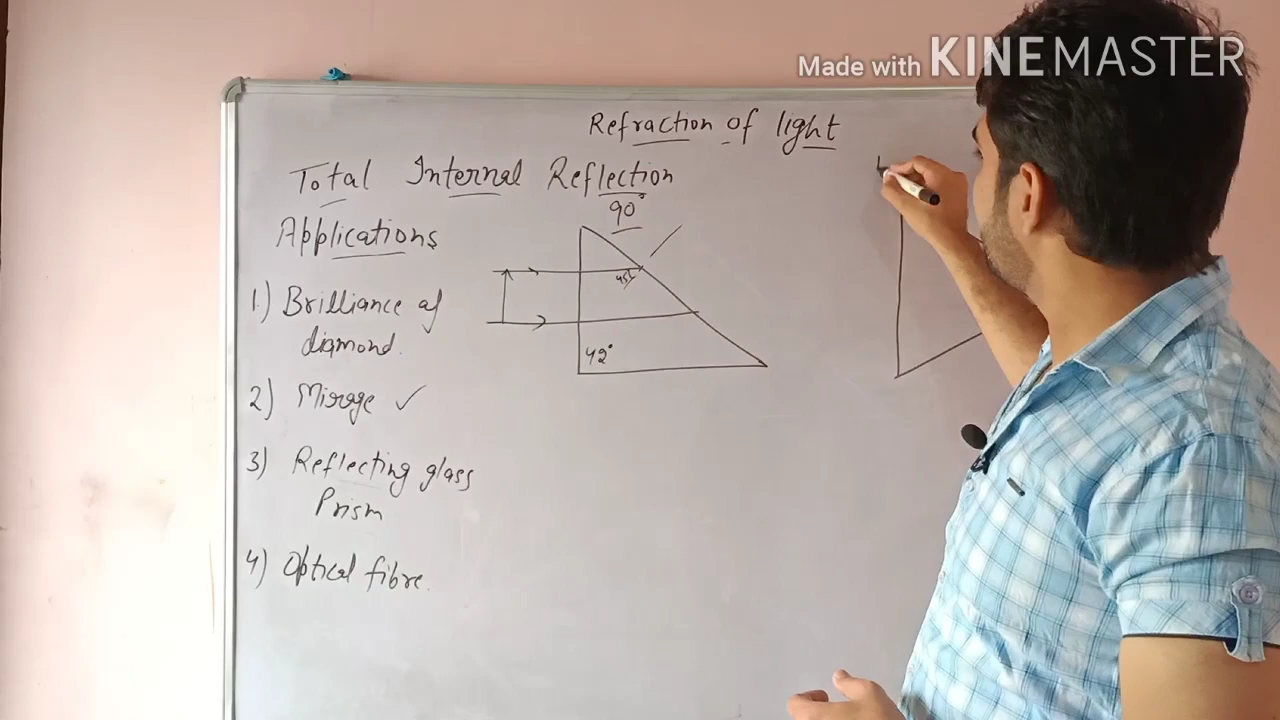 Made with KINEMASTER
Refraction of light
Total Internal Reflection
90°
Applications
45°
1.) Brilliance of
diamond.
42°
2) Mirage ✓
3) Reflecting glass
Prism
4) Optical fibre.